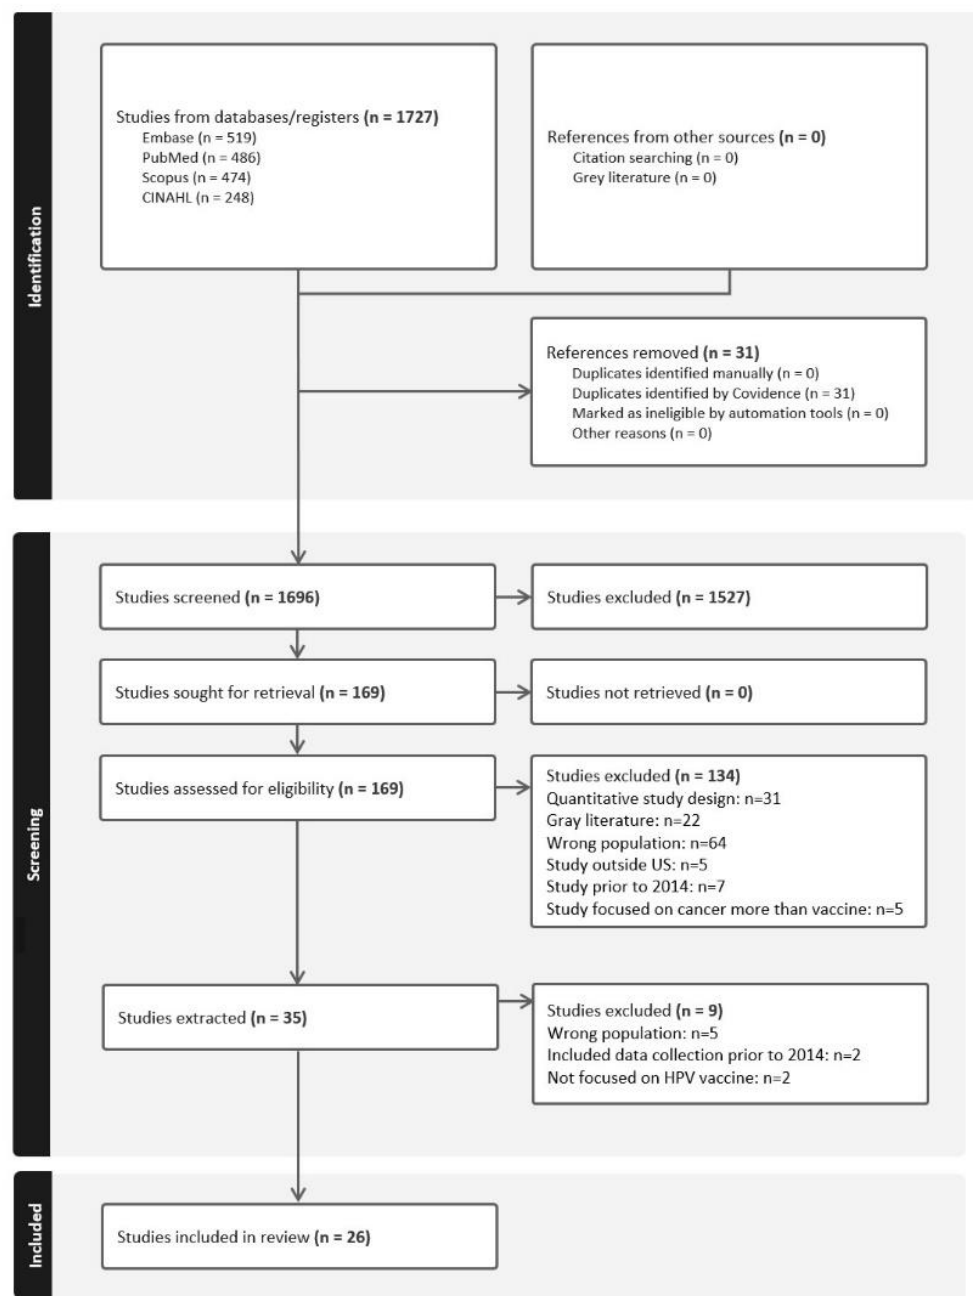 Identification
Studies from databases/registers (n = 1727)
Embase (n = 519)
PubMed (n = 486)
Scopus (n = 474)
CINAHL (n = 248)
References from other sources (n = 0)
Citation searching (n = 0)
Grey literature (n = 0)
References removed (n = 31)
Duplicates identified manually (n = 0)
Duplicates identified by Covidence (n = 31)
Marked as ineligible by automation tools (n = 0)
Other reasons (n = 0)
Screening
Studies screened (n = 1696)
Studies excluded (n = 1527)
Studies sought for retrieval (n = 169)
Studies not retrieved (n = 0)
Studies assessed for eligibility (n = 169)
Studies excluded (n = 134)
Quantitative study design: n=31
Gray literature: n=22
Wrong population: n=64
Study outside US: n=5
Study prior to 2014: n=7
Study focused on cancer more than vaccine: n=5
Studies extracted (n = 35)
Studies excluded (n = 9)
Wrong population: n=5
Included data collection prior to 2014: n=2
Not focused on HPV vaccine: n=2
Included
Studies included in review (n = 26)